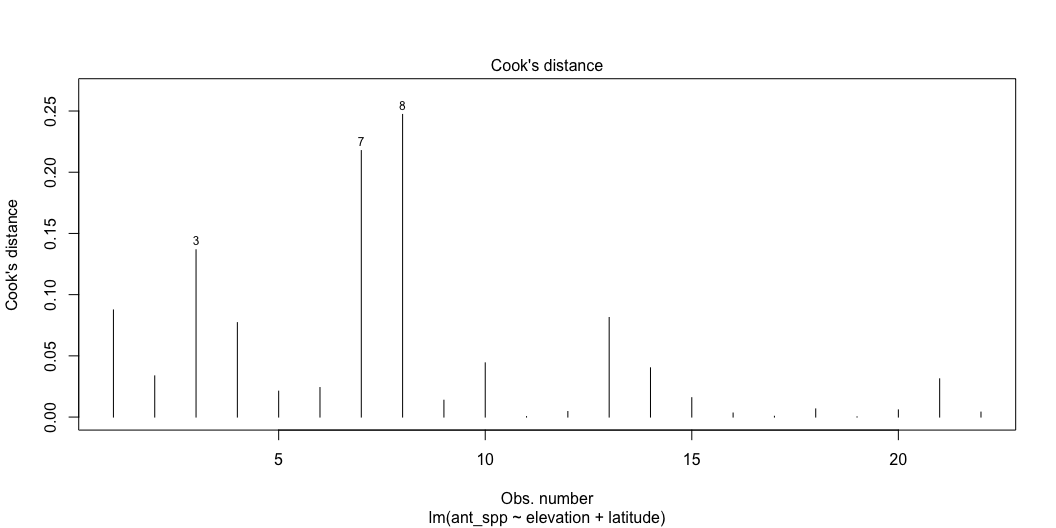 Cook's distance
8
7
3
Cook's distance
0.25
0.20
0.15
0.10
0.05
0.00
5 10 15 20
Obs. number
lm(ant_spp ~ elevation + latitude)